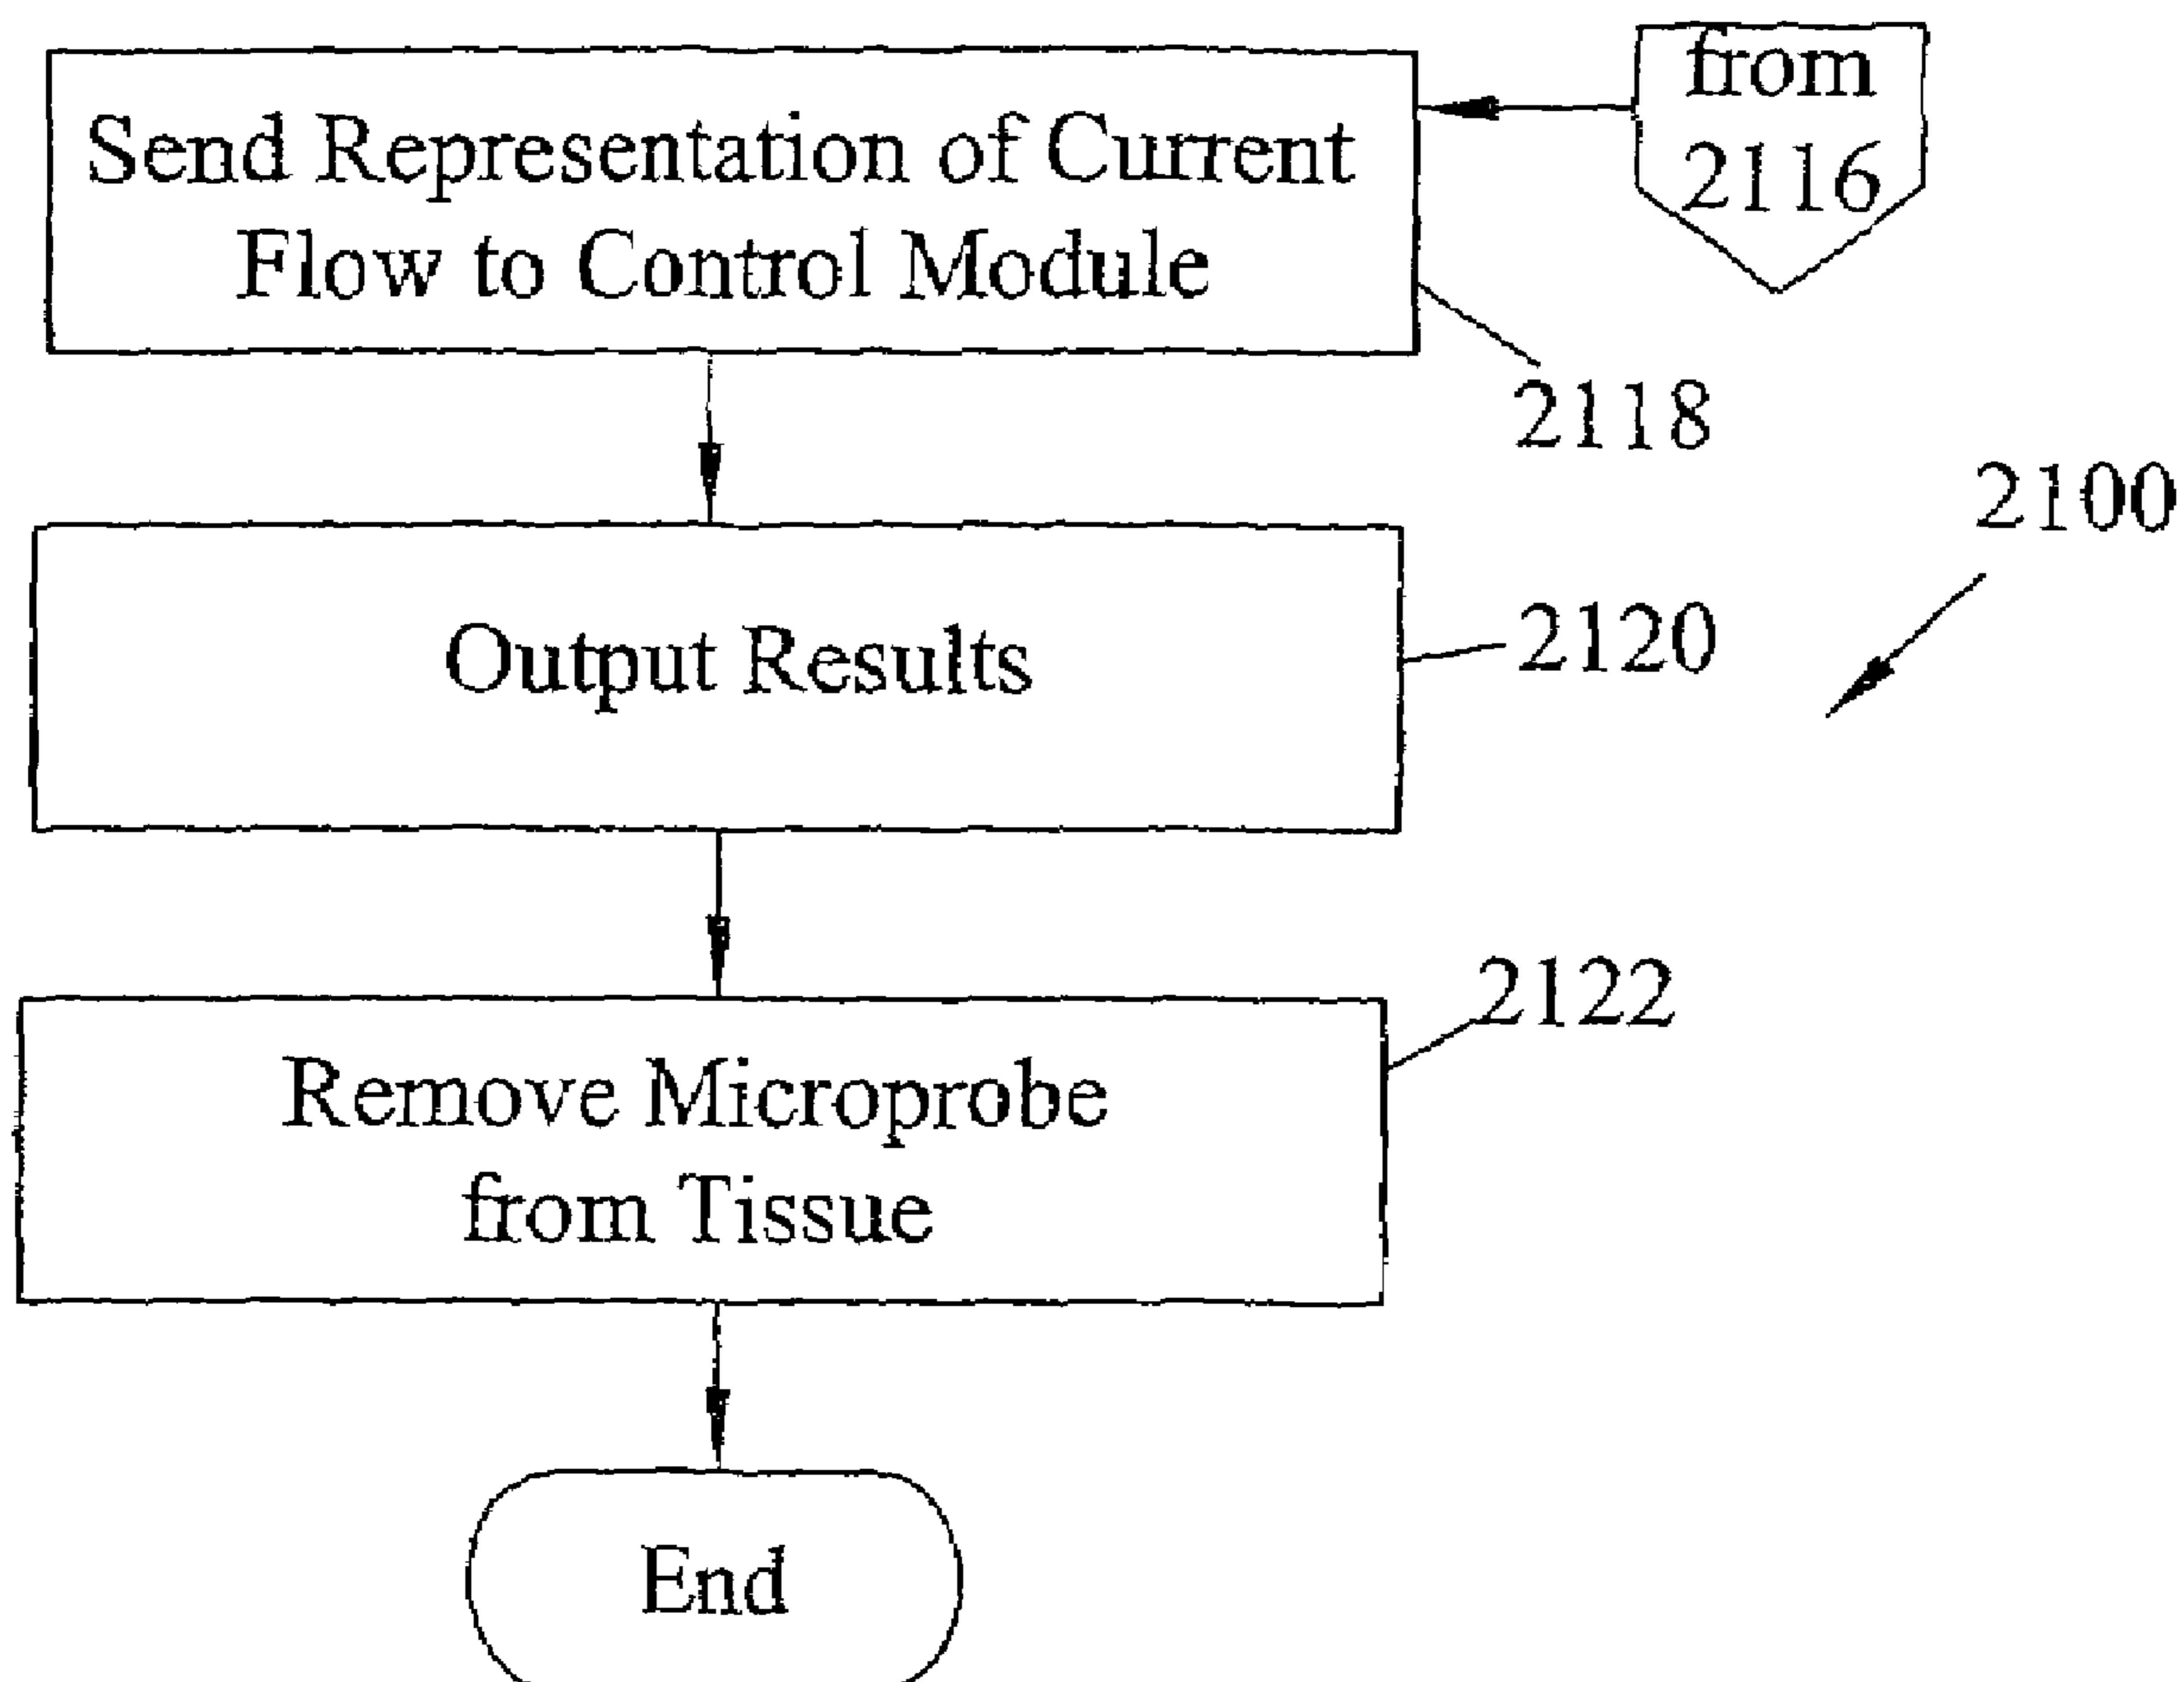 from
2116
Send Representation of Current
Flow to Control Module
2118
2100
Output Results
2120
2122
Remove Microprobe
from Tissue
End